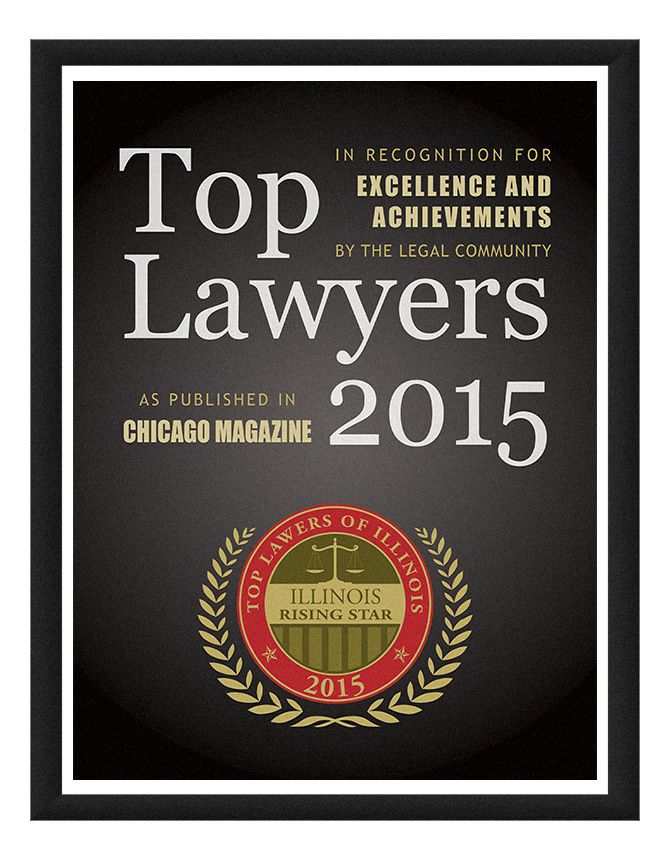 Top
IN RECOGNITION FOR
EXCELLENCE AND
ACHIEVEMENTS
BY THE LEGAL COMMUNITY
Lawyers
AS PUBLISHED IN
CHICAGO MAGAZINE
2015
TOP LAWERS OF ILLINOIS
ILLINOIS
RISING STAR
2015